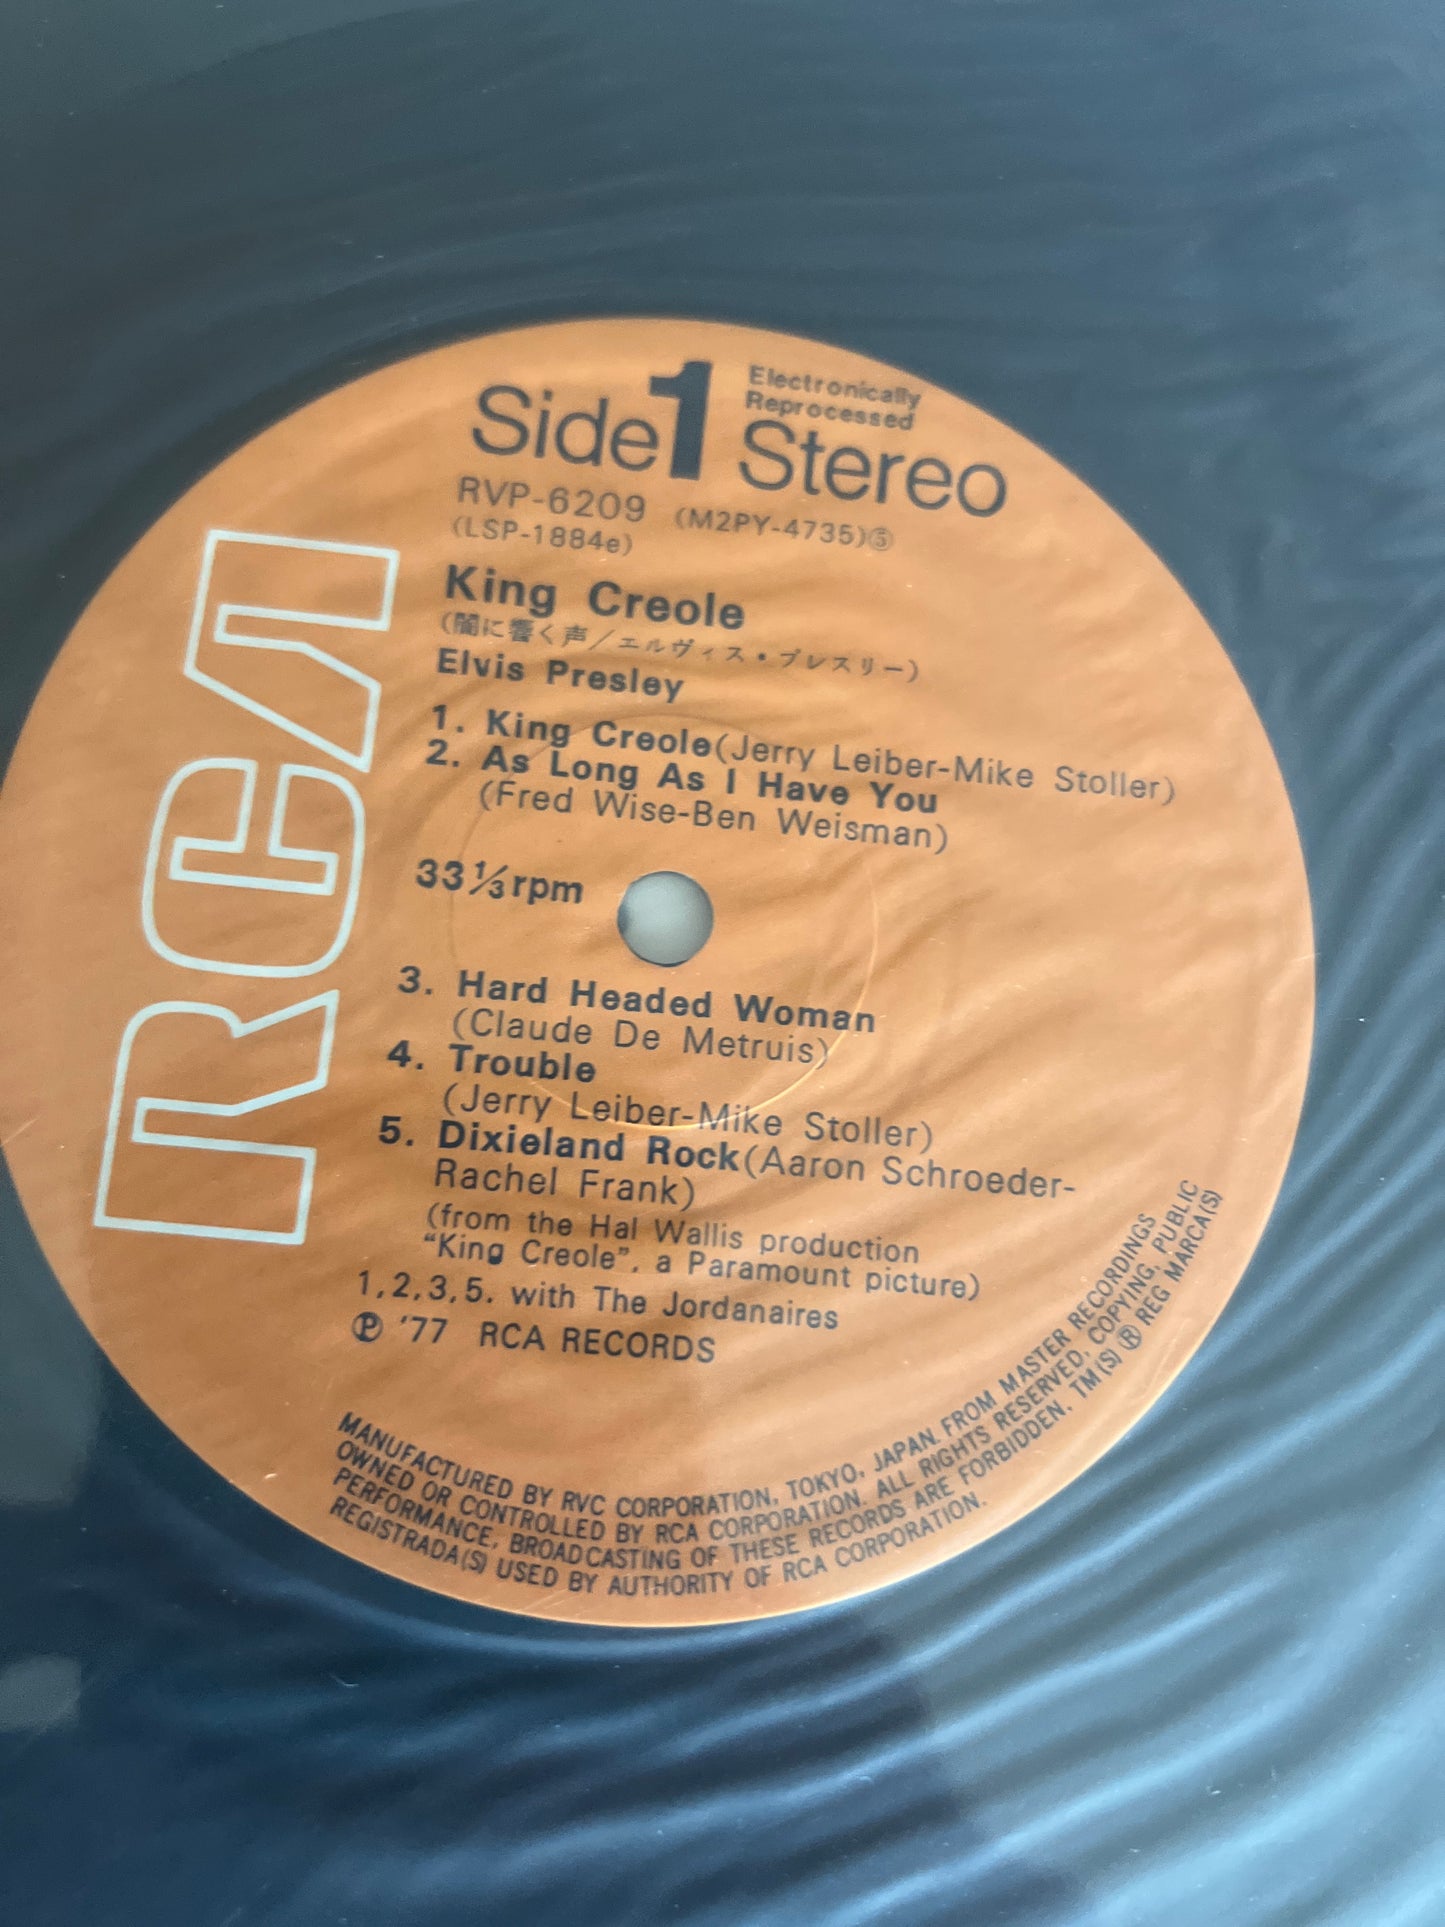 RCA
Side 1
Electronically
Reprocessed
Stereo
RVP-6209 (M2PY-4735)Ⓢ
(LSP-1884e)
King Creole
(闇に響く声/エルヴィス・プレスリー)
Elvis Presley
1. King Creole(Jerry Leiber-Mike Stoller)
2. As Long As I Have You
(Fred Wise-Ben Weisman)
33⅓rpm
3. Hard Headed Woman
(Claude De Metruis)
4. Trouble
(Jerry Leiber-Mike Stoller)
5. Dixieland Rock(Aaron Schroeder-
Rachel Frank)
(from the Hal Wallis production
“King Creole”, a Paramount picture)
1,2,3,5. with The Jordanaires
Ⓟ '77 RCA RECORDS
MANUFACTURED BY RVC CORPORATION, TOKYO, JAPAN. FROM MASTER RECORDINGS
OWNED OR CONTROLLED BY RCA CORPORATION. ALL RIGHTS RESERVED, COPYING, PUBLIC
PERFORMANCE, BROADCASTING OF THESE RECORDS ARE FORBIDDEN. TM(S) ® REG MARCA(S)
REGISTRADA(S) USED BY AUTHORITY OF RCA CORPORATION.